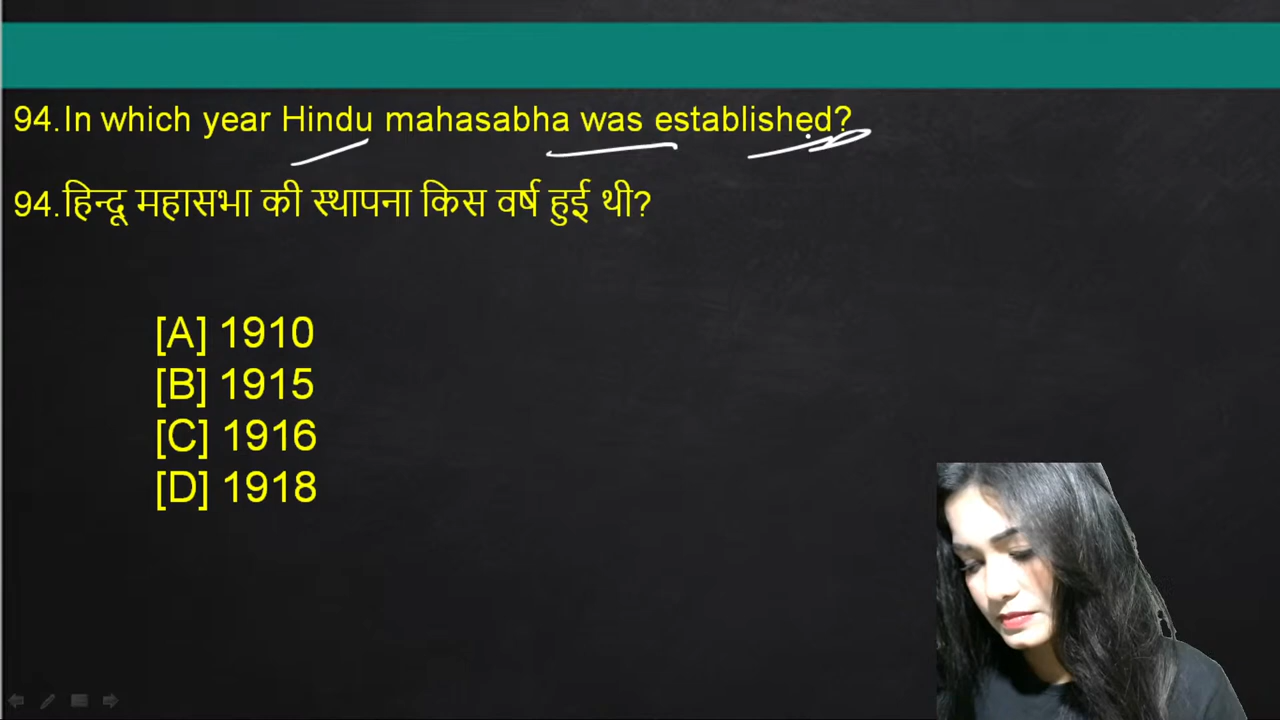 94.In which year Hindu mahasabha was established?
94.हिन्दू महासभा की स्थापना किस वर्ष हुई थी?
[A] 1910
[B] 1915
[C] 1916
[D] 1918